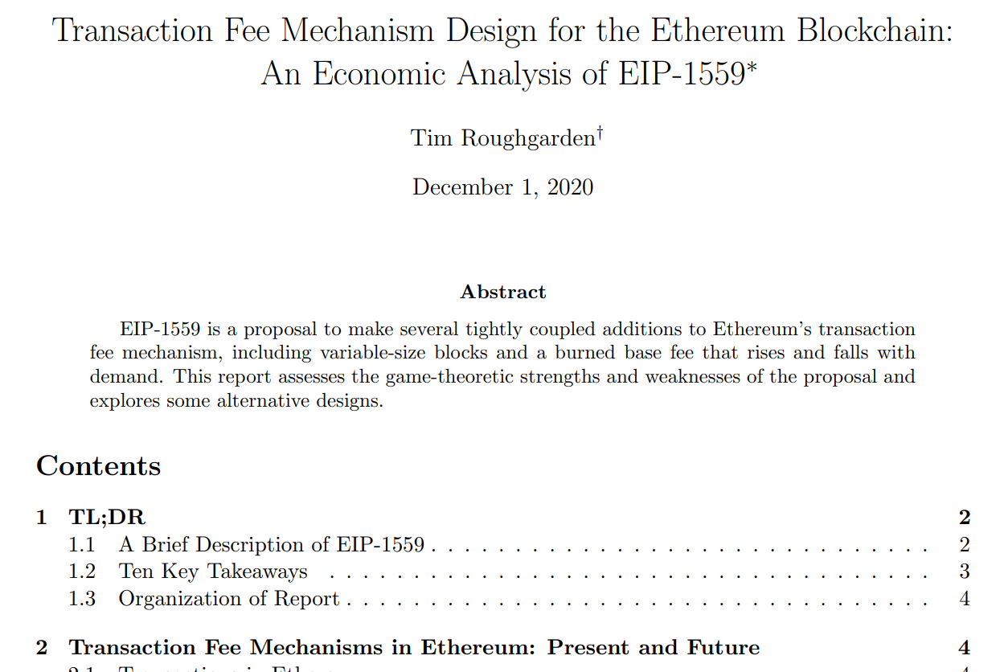 Transaction Fee Mechanism Design for the Ethereum Blockchain:
An Economic Analysis of EIP-1559*
Tim Roughgarden†
December 1, 2020
Abstract
EIP-1559 is a proposal to make several tightly coupled additions to Ethereum's transaction
fee mechanism, including variable-size blocks and a burned base fee that rises and falls with
demand. This report assesses the game-theoretic strengths and weaknesses of the proposal and
explores some alternative designs.
Contents
1 TL;DR 2
1.1 A Brief Description of EIP-1559 . . . . . . . . . . . . . . . . . . . . . . . . . . . . . . 2
1.2 Ten Key Takeaways . . . . . . . . . . . . . . . . . . . . . . . . . . . . . . . . . . . . 3
1.3 Organization of Report . . . . . . . . . . . . . . . . . . . . . . . . . . . . . . . . . . . 4
2 Transaction Fee Mechanisms in Ethereum: Present and Future 4